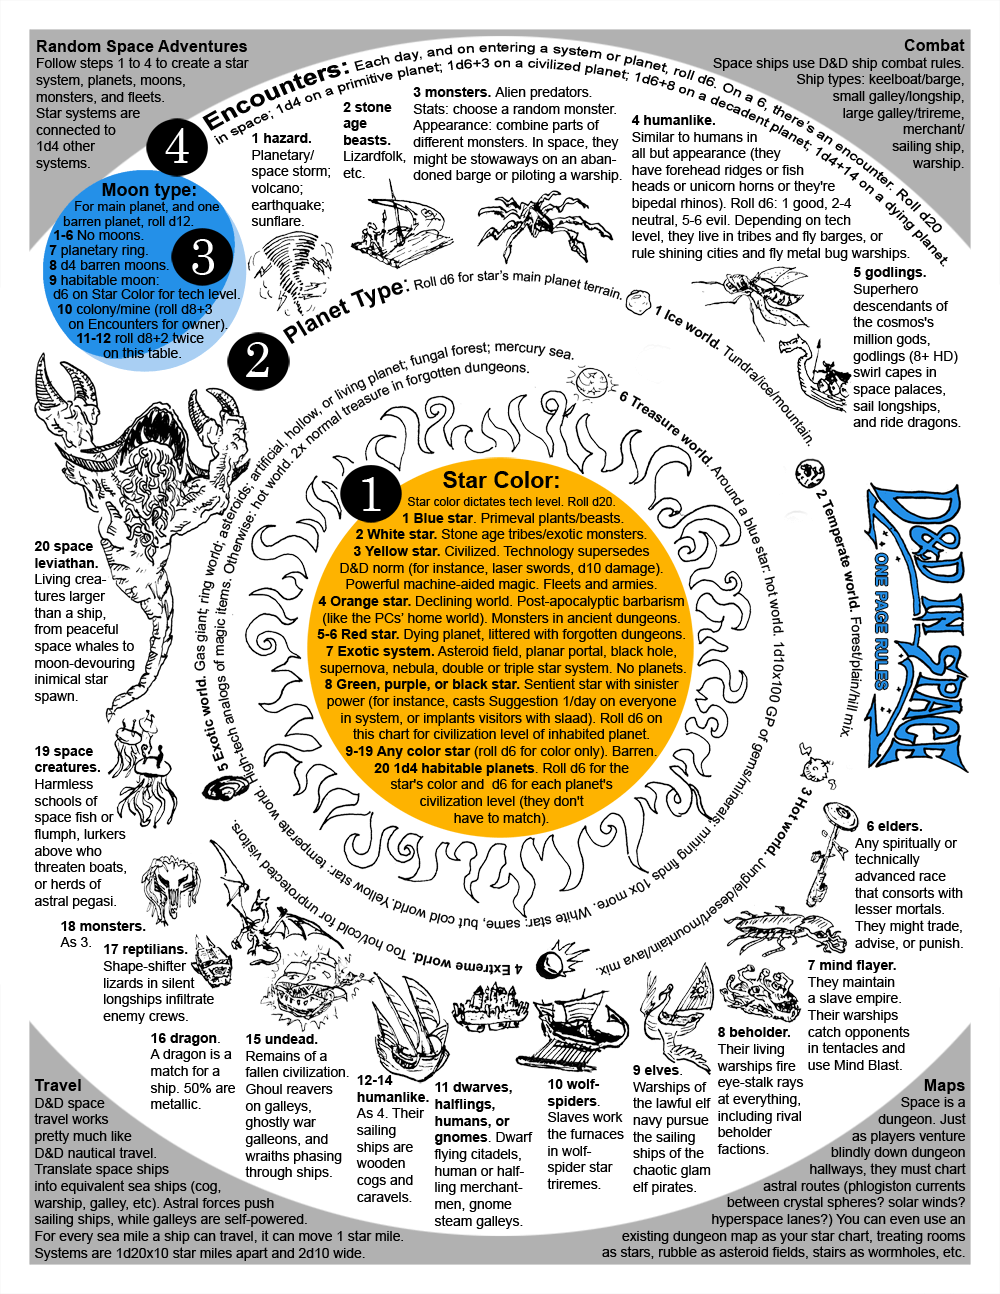 Random Space Adventures
Follow steps 1 to 4 to create a star
system, planets, moons,
monsters, and fleets.
Star systems are
connected to
1d4 other
systems.
Combat
Space ships use D&D ship combat rules.
Ship types: keelboat/barge,
small galley/longship,
large galley/trireme,
merchant/
sailing ship,
warship.
4
Encounters: Each day, and on entering a system or planet, roll d6. On a 6, there's an encounter. Roll d20
in space; 1d4 on a primitive planet; 1d6+3 on a civilized planet; 1d6+8 on a decadent planet; 1d4+14 on a dying planet.
1 hazard.
Planetary/
space storm;
volcano;
earthquake;
sunflare.
2 stone
age
beasts.
Lizardfolk,
etc.
3 monsters. Alien predators.
Stats: choose a random monster.
Appearance: combine parts of
different monsters. In space, they
might be stowaways on an aban-
doned barge or piloting a warship.
4 humanlike.
Similar to humans in
all but appearance (they
have forehead ridges or fish
heads or unicorn horns or they're
bipedal rhinos). Roll d6: 1 good, 2-4
neutral, 5-6 evil. Depending on tech
level, they live in tribes and fly barges, or
rule shining cities and fly metal bug warships.
5 godlings.
Superhero
descendants of
the cosmos's
million gods,
godlings (8+ HD)
swirl capes in
space palaces,
sail longships,
and ride dragons.
Moon type:
For main planet, and one
barren planet, roll d12.
1-6 No moons.
7 planetary ring.
8 d4 barren moons.
9 habitable moon:
d6 on Star Color for tech level.
10 colony/mine (roll d8+3
on Encounters for owner).
11-12 roll d8+2 twice
on this table.
3
2
Planet Type: Roll d6 for star's main planet terrain.
1 Ice world. Tundra/ice/mountain.
2 Temperate world. Forest/plain/hill mix.
3 Hot world. Jungle/desert/mountain/lava mix.
4 Extreme world. Too hot/cold for unprotected visitors.
5 Exotic world. Gas giant; ring world; asteroids; artificial, hollow, or living planet; fungal forest; mercury sea.
High-tech analogs of magic items. Otherwise: hot world. 2x normal treasure in forgotten dungeons.
6 Treasure world. Around a blue star: hot world. 1d10x100 GP of gems/minerals; mining finds 10x more. White star: same, but cold world. Yellow star: temperate world.
1
Star Color:
Star color dictates tech level. Roll d20.
1 Blue star. Primeval plants/beasts.
2 White star. Stone age tribes/exotic monsters.
3 Yellow star. Civilized. Technology supersedes
D&D norm (for instance, laser swords, d10 damage).
Powerful machine-aided magic. Fleets and armies.
4 Orange star. Declining world. Post-apocalyptic barbarism
(like the PCs' home world). Monsters in ancient dungeons.
5-6 Red star. Dying planet, littered with forgotten dungeons.
7 Exotic system. Asteroid field, planar portal, black hole,
supernova, nebula, double or triple star system. No planets.
8 Green, purple, or black star. Sentient star with sinister
power (for instance, casts Suggestion 1/day on everyone
in system, or implants visitors with slaad). Roll d6 on
this chart for civilization level of inhabited planet.
9-19 Any color star (roll d6 for color only). Barren.
20 1d4 habitable planets. Roll d6 for the
star's color and d6 for each planet's
civilization level (they don't
have to match).
D&D IN SPACE
ONE PAGE RULES
6 elders.
Any spiritually or
technically
advanced race
that consorts with
lesser mortals.
They might trade,
advise, or punish.
7 mind flayer.
They maintain
a slave empire.
Their warships
catch opponents
in tentacles and
use Mind Blast.
8 beholder.
Their living
warships fire
eye-stalk rays
at everything,
including rival
beholder
factions.
9 elves.
Warships of
the lawful elf
navy pursue
the sailing
ships of the
chaotic glam
elf pirates.
10 wolf-
spiders.
Slaves work
the furnaces
in wolf-
spider star
triremes.
11 dwarves,
halflings,
humans, or
gnomes. Dwarf
flying citadels,
human or half-
ling merchant-
men, gnome
steam galleys.
12-14
humanlike.
As 4. Their
sailing
ships are
wooden
cogs and
caravels.
15 undead.
Remains of a
fallen civilization.
Ghoul reavers
on galleys,
ghostly war
galleons, and
wraiths phasing
through ships.
16 dragon.
A dragon is a
match for a
ship. 50% are
metallic.
17 reptilians.
Shape-shifter
lizards in silent
longships infiltrate
enemy crews.
18 monsters.
As 3.
19 space
creatures.
Harmless
schools of
space fish or
flumph, lurkers
above who
threaten boats,
or herds of
astral pegasi.
20 space
leviathan.
Living crea-
tures larger
than a ship,
from peaceful
space whales to
moon-devouring
inimical star
spawn.
Travel
D&D space
travel works
pretty much like
D&D nautical travel.
Translate space ships
into equivalent sea ships (cog,
warship, galley, etc). Astral forces push
sailing ships, while galleys are self-powered.
For every sea mile a ship can travel, it can move 1 star mile.
Systems are 1d20x10 star miles apart and 2d10 wide.
Maps
Space is a
dungeon. Just
as players venture
blindly down dungeon
hallways, they must chart
astral routes (phlogiston currents
between crystal spheres? solar winds?
hyperspace lanes?) You can even use an
existing dungeon map as your star chart, treating rooms
as stars, rubble as asteroid fields, stairs as wormholes, etc.